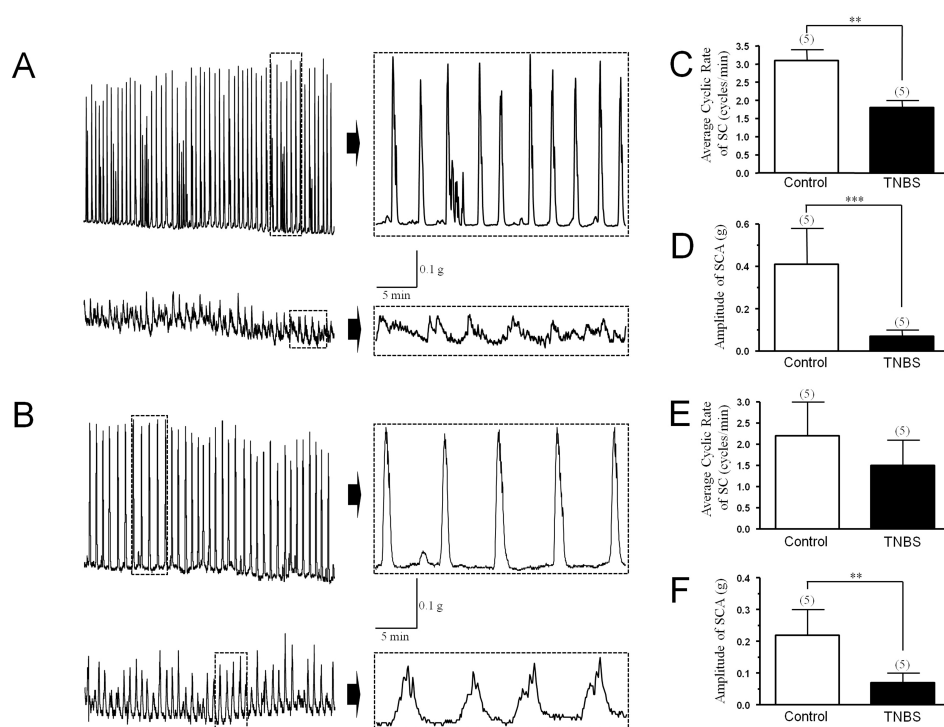 A
0.1 g
5 min
B
0.1 g
5 min
C
Average Cyclic Rate
of SC (cycles/min)
3.5
3.0
2.5
2.0
1.5
1.0
0.5
0.0
(5)
**
(5)
Control
TNBS
D
Amplitude of SCA (g)
0.6
0.4
0.2
0.0
(5)
***
(5)
Control
TNBS
E
Average Cyclic Rate
of SC (cycles/min)
3.0
2.5
2.0
1.5
1.0
0.5
0.0
(5)
(5)
Control
TNBS
F
Amplitude of SCA (g)
0.4
0.3
0.2
0.1
0.0
(5)
**
(5)
Control
TNBS